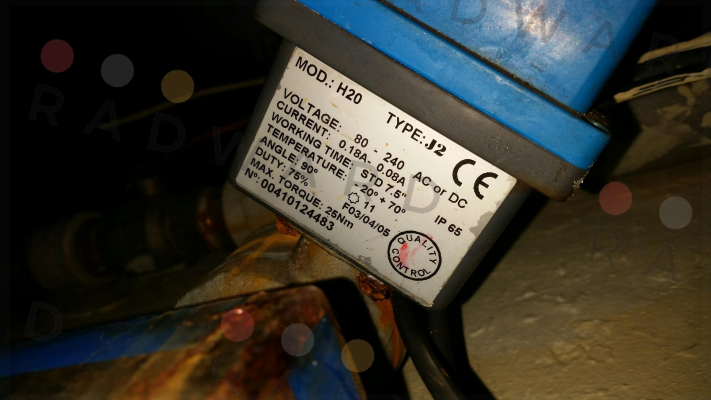 MOD.: H20 TYPE: J2
VOLTAGE: 80 - 240 AC or DC
CURRENT: 0.18A - 0.08A
WORKING TIME: STD 7.5"
TEMPERATURE: - 20° + 70° IP 65
ANGLE: 90° 11
DUTY: 75% F03/04/05
MAX. TORQUE: 25Nm
N°: 00410124483
CE
QUALITY
CONTROL
RADWARD